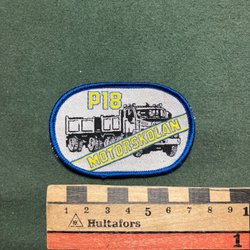 P18
MOTORSKOLAN
1 2 3 4 5 6 7 8 9 1
Hultafors